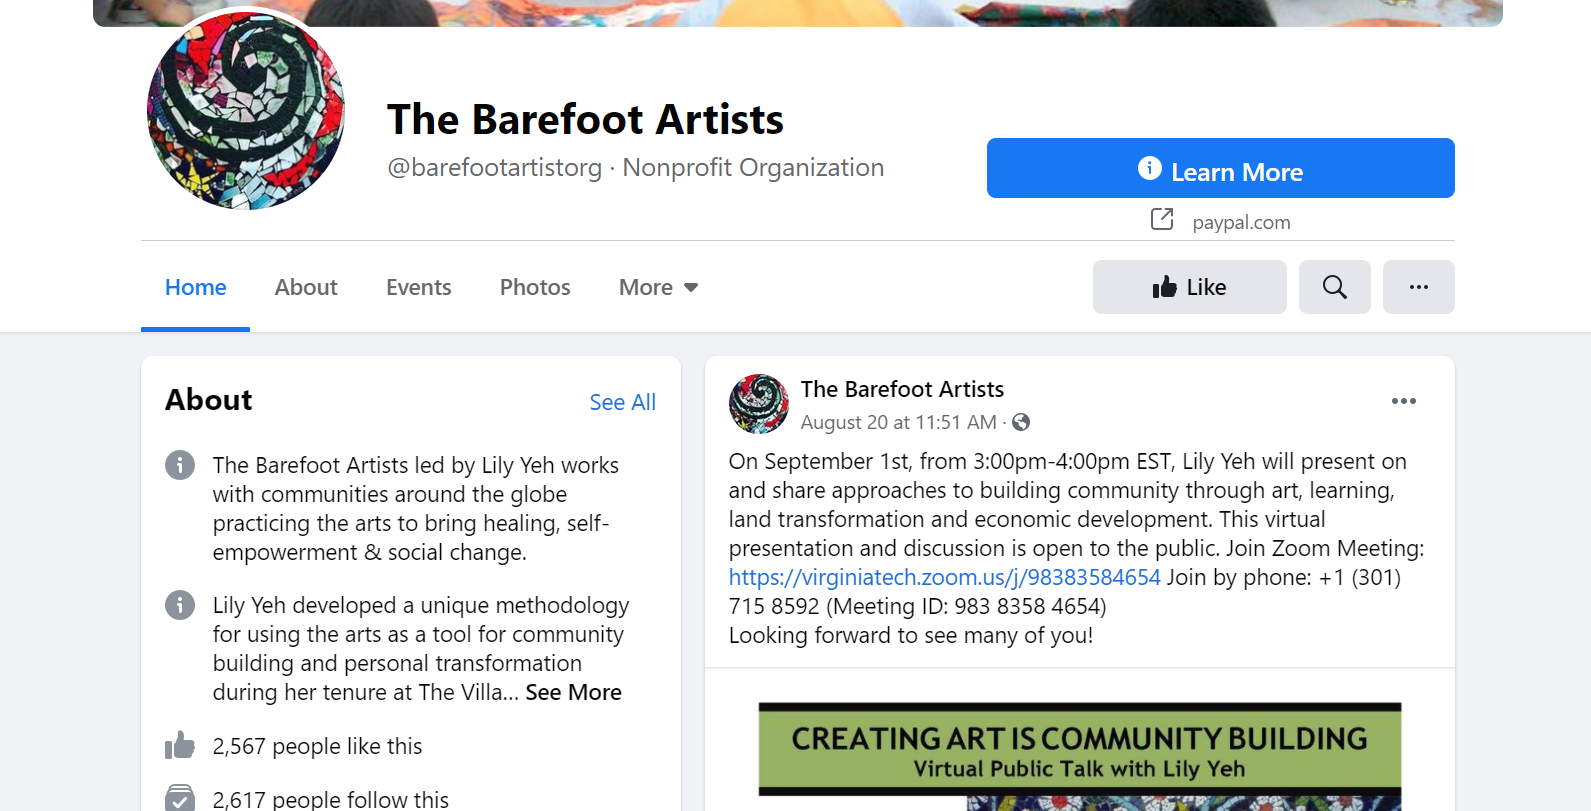 The Barefoot Artists
@barefootartistorg · Nonprofit Organization
Learn More
paypal.com
Home
About
Events
Photos
More
Like
About
See All
The Barefoot Artists led by Lily Yeh works
with communities around the globe
practicing the arts to bring healing, self-
empowerment & social change.
Lily Yeh developed a unique methodology
for using the arts as a tool for community
building and personal transformation
during her tenure at The Villa... See More
2,567 people like this
2,617 people follow this
The Barefoot Artists
August 20 at 11:51 AM ·
On September 1st, from 3:00pm-4:00pm EST, Lily Yeh will present on
and share approaches to building community through art, learning,
land transformation and economic development. This virtual
presentation and discussion is open to the public. Join Zoom Meeting:
https://virginiatech.zoom.us/j/98383584654 Join by phone: +1 (301)
715 8592 (Meeting ID: 983 8358 4654)
Looking forward to see many of you!
CREATING ART IS COMMUNITY BUILDING
Virtual Public Talk with Lily Yeh